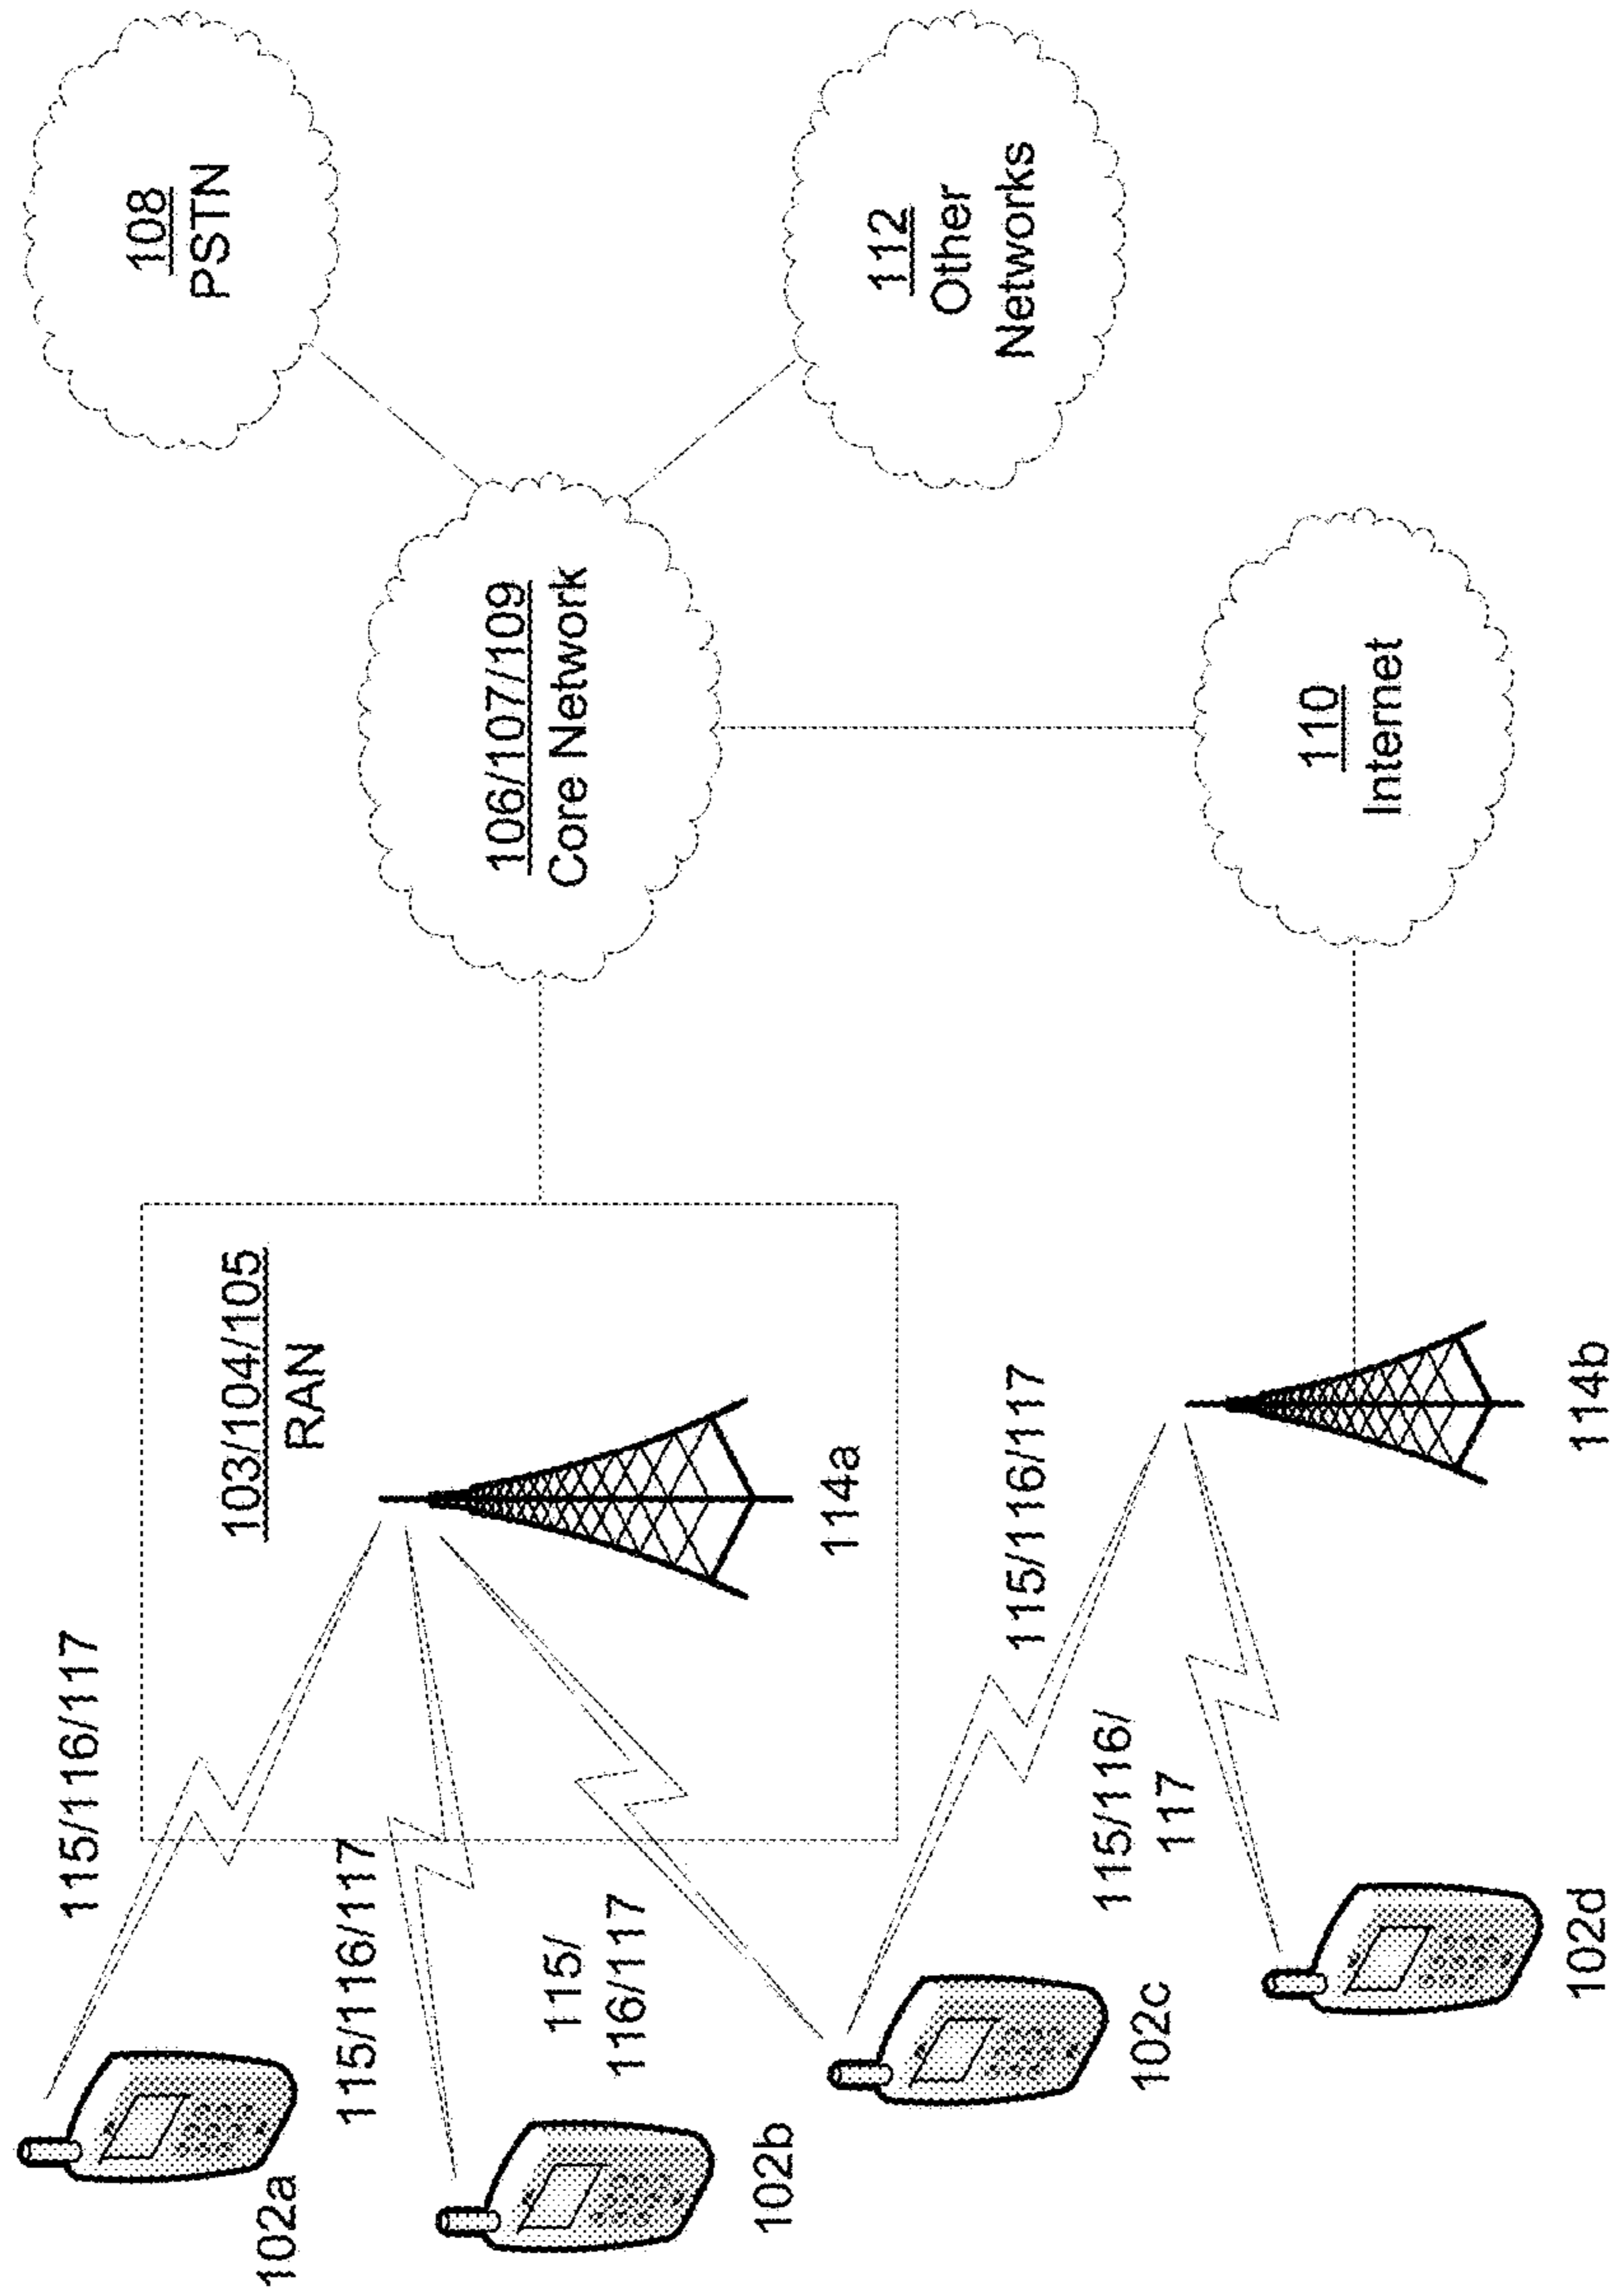 115/116/117
103/104/105
RAN
108
PSTN
102a
106/107/109
Core Network
115/116/117
115/
116/117
102b
114a
112
Other
Networks
115/116/117
102c
115/116/
117
110
Internet
102d
114b